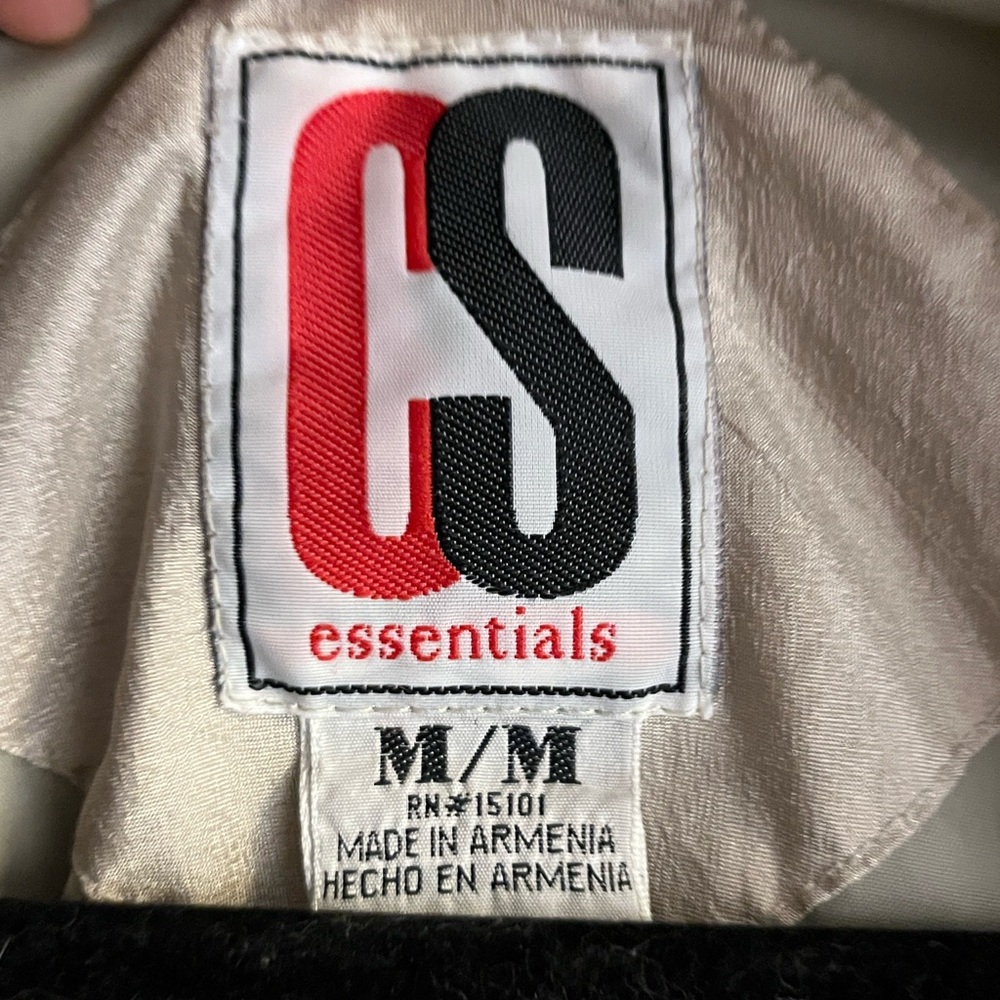 CS
essentials
M/M
RN#15101
MADE IN ARMENIA
HECHO EN ARMENIA